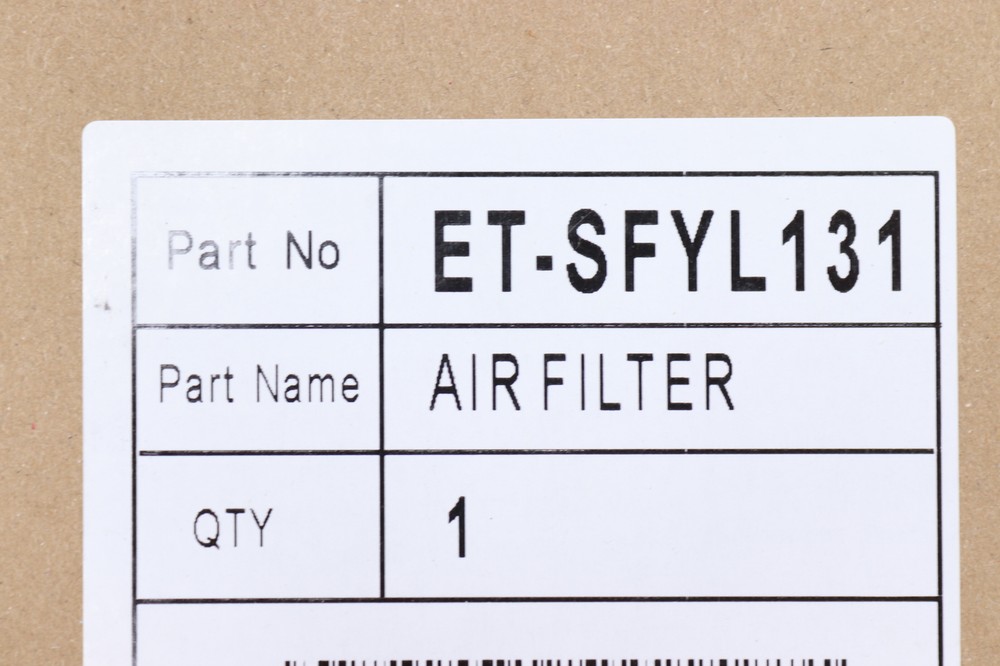 Part No ET-SFYL131
Part Name AIR FILTER
QTY 1